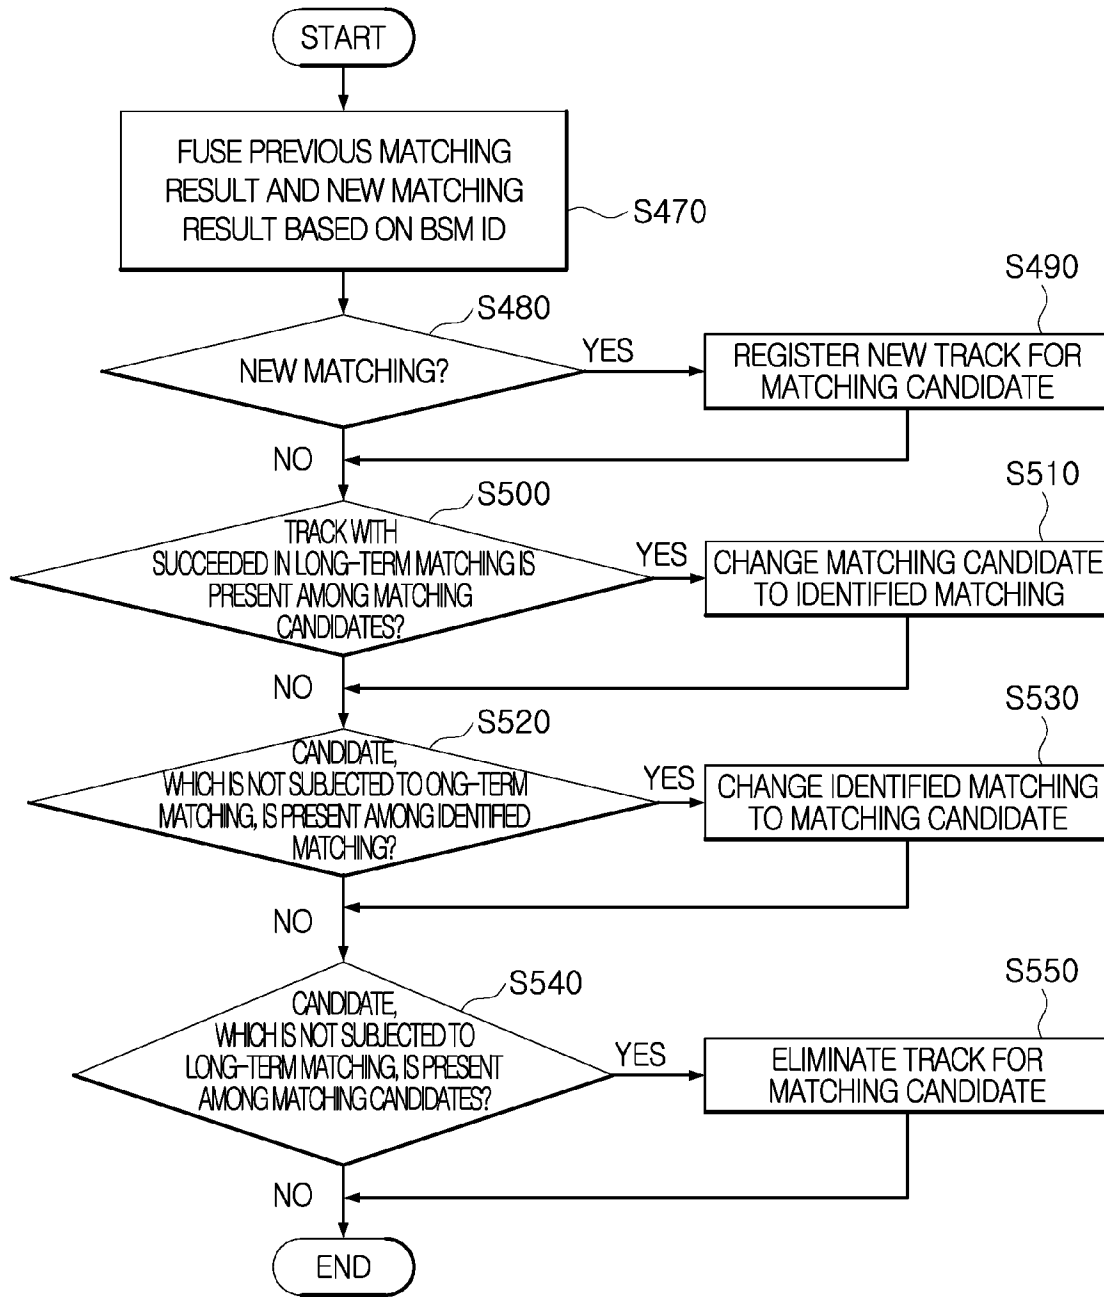 START
FUSE PREVIOUS MATCHING
RESULT AND NEW MATCHING
RESULT BASED ON BSM ID
S470
S480
NEW MATCHING?
YES
S490
REGISTER NEW TRACK FOR
MATCHING CANDIDATE
NO
S500
TRACK WITH
SUCCEEDED IN LONG-TERM MATCHING IS
PRESENT AMONG MATCHING
CANDIDATES?
YES
S510
CHANGE MATCHING CANDIDATE
TO IDENTIFIED MATCHING
NO
S520
CANDIDATE,
WHICH IS NOT SUBJECTED TO ONG-TERM
MATCHING, IS PRESENT AMONG IDENTIFIED
MATCHING?
YES
S530
CHANGE IDENTIFIED MATCHING
TO MATCHING CANDIDATE
NO
S540
CANDIDATE,
WHICH IS NOT SUBJECTED TO
LONG-TERM MATCHING, IS PRESENT
AMONG MATCHING CANDIDATES?
YES
S550
ELIMINATE TRACK FOR
MATCHING CANDIDATE
NO
END